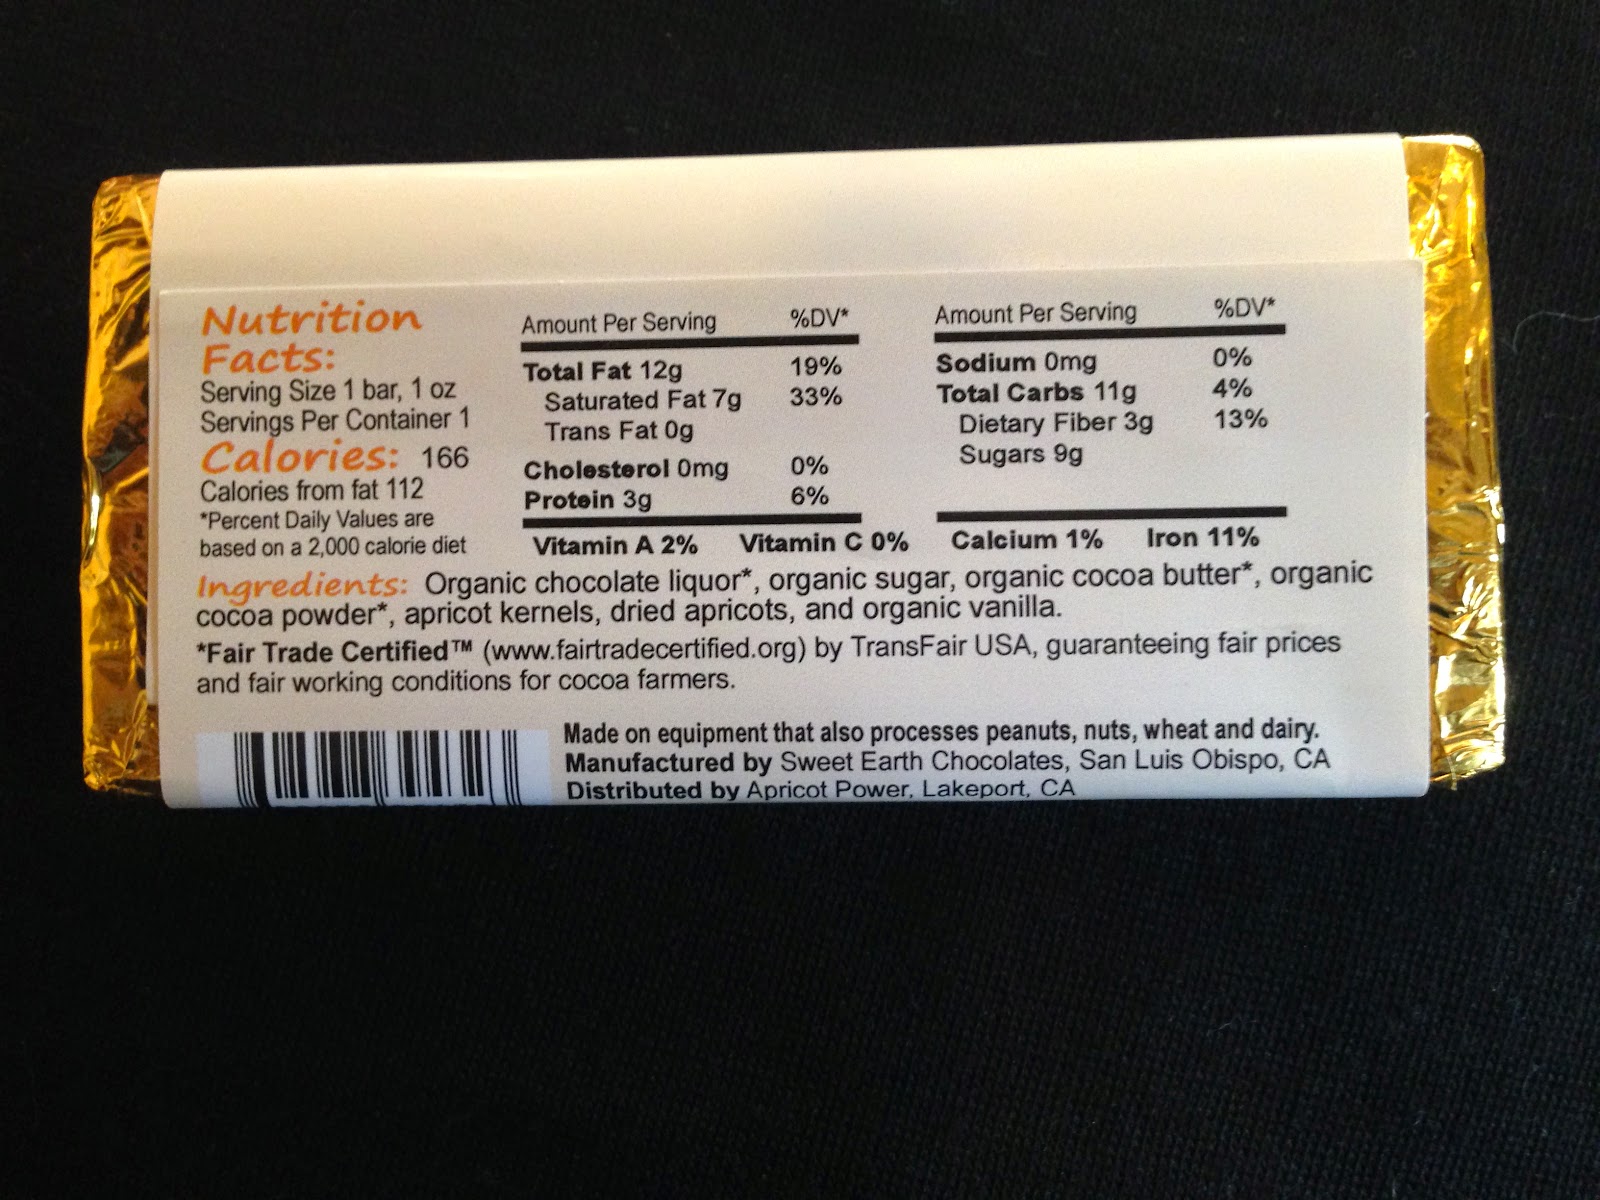 Nutrition
Facts:
Serving Size 1 bar, 1 oz
Servings Per Container 1
Calories: 166
Calories from fat 112
*Percent Daily Values are
based on a 2,000 calorie diet
Amount Per Serving %DV*
Total Fat 12g 19%
Saturated Fat 7g 33%
Trans Fat 0g
Cholesterol 0mg 0%
Protein 3g 6%
Amount Per Serving %DV*
Sodium 0mg 0%
Total Carbs 11g 4%
Dietary Fiber 3g 13%
Sugars 9g
Vitamin A 2% Vitamin C 0% Calcium 1% Iron 11%
Ingredients: Organic chocolate liquor*, organic sugar, organic cocoa butter*, organic
cocoa powder*, apricot kernels, dried apricots, and organic vanilla.
*Fair Trade Certified™ (www.fairtradecertified.org) by TransFair USA, guaranteeing fair prices
and fair working conditions for cocoa farmers.
Made on equipment that also processes peanuts, nuts, wheat and dairy.
Manufactured by Sweet Earth Chocolates, San Luis Obispo, CA
Distributed by Apricot Power, Lakeport, CA